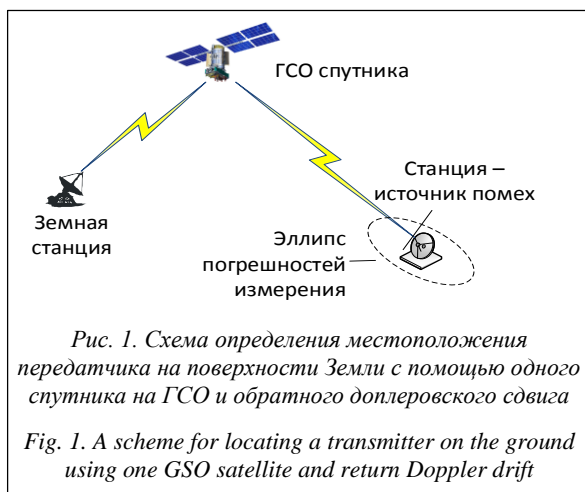 ГСО спутника
Станция –
источник помех
Земная
станция
Эллипс
погрешностей
измерения
Рис. 1. Схема определения местоположения
передатчика на поверхности Земли с помощью одного
спутника на ГСО и обратного доплеровского сдвига
Fig. 1. A scheme for locating a transmitter on the ground
using one GSO satellite and return Doppler drift